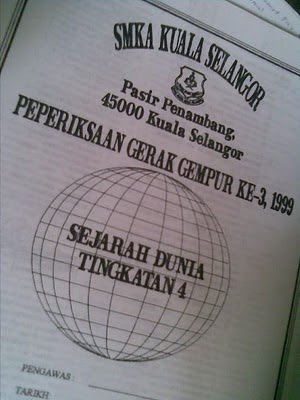 SMKA KUALA SELANGOR
Pasir Penambang,
45000 Kuala Selangor
PEPERIKSAAN GERAK GEMPUR KE-3, 1999
SEJARAH DUNIA
TINGKATAN 4
PENGAWAS :
TARIKH